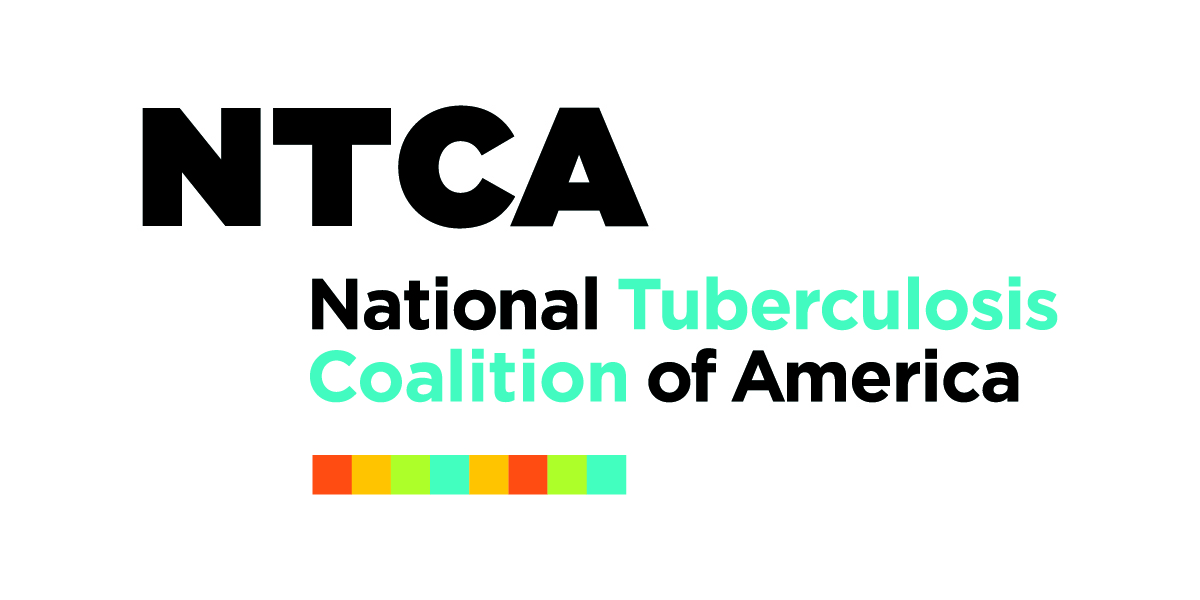 NTCA
National Tuberculosis
Coalition of America